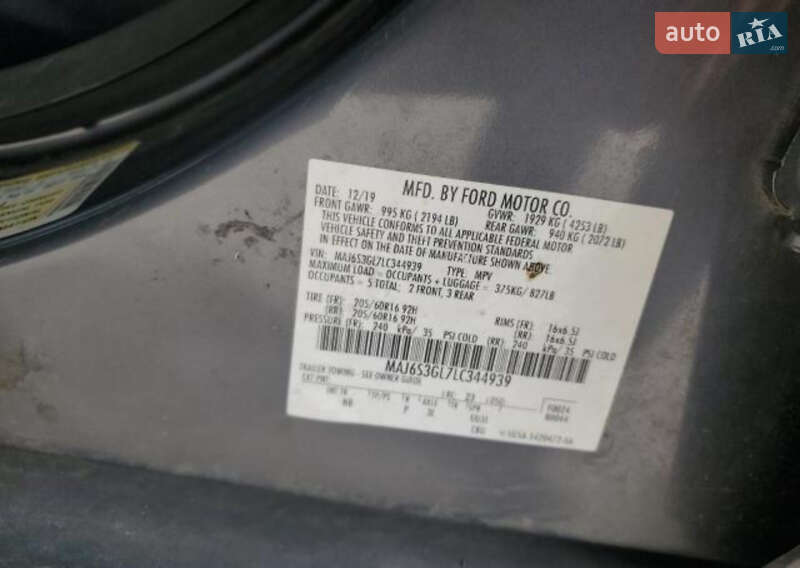 auto RIA.com
MFD. BY FORD MOTOR CO.
DATE: 12/19 GVWR: 1929 KG ( 4253 LB)
FRONT GAWR: 995 KG ( 2194 LB) REAR GAWR: 940 KG ( 2072 LB)
THIS VEHICLE CONFORMS TO ALL APPLICABLE FEDERAL MOTOR
VEHICLE SAFETY AND THEFT PREVENTION STANDARDS
IN EFFECT ON THE DATE OF MANUFACTURE SHOWN ABOVE.
VIN: MAJ6S3GL7LC344939 TYPE: MPV
MAXIMUM LOAD = OCCUPANTS + LUGGAGE = 375KG/ 827LB
OCCUPANTS = 5 TOTAL; 2 FRONT, 3 REAR
TIRE (FR): 205/60R16 92H RIMS (FR): 16x6.5J
(RR): 205/60R16 92H (RR): 16x6.5J
PRESSURE (FR): 240 kPa/ 35 PSI COLD (RR): 240 kPa/ 35 PSI COLD
MAJ6S3GL7LC344939
TRAILER TOWING - SEE OWNER GUIDE